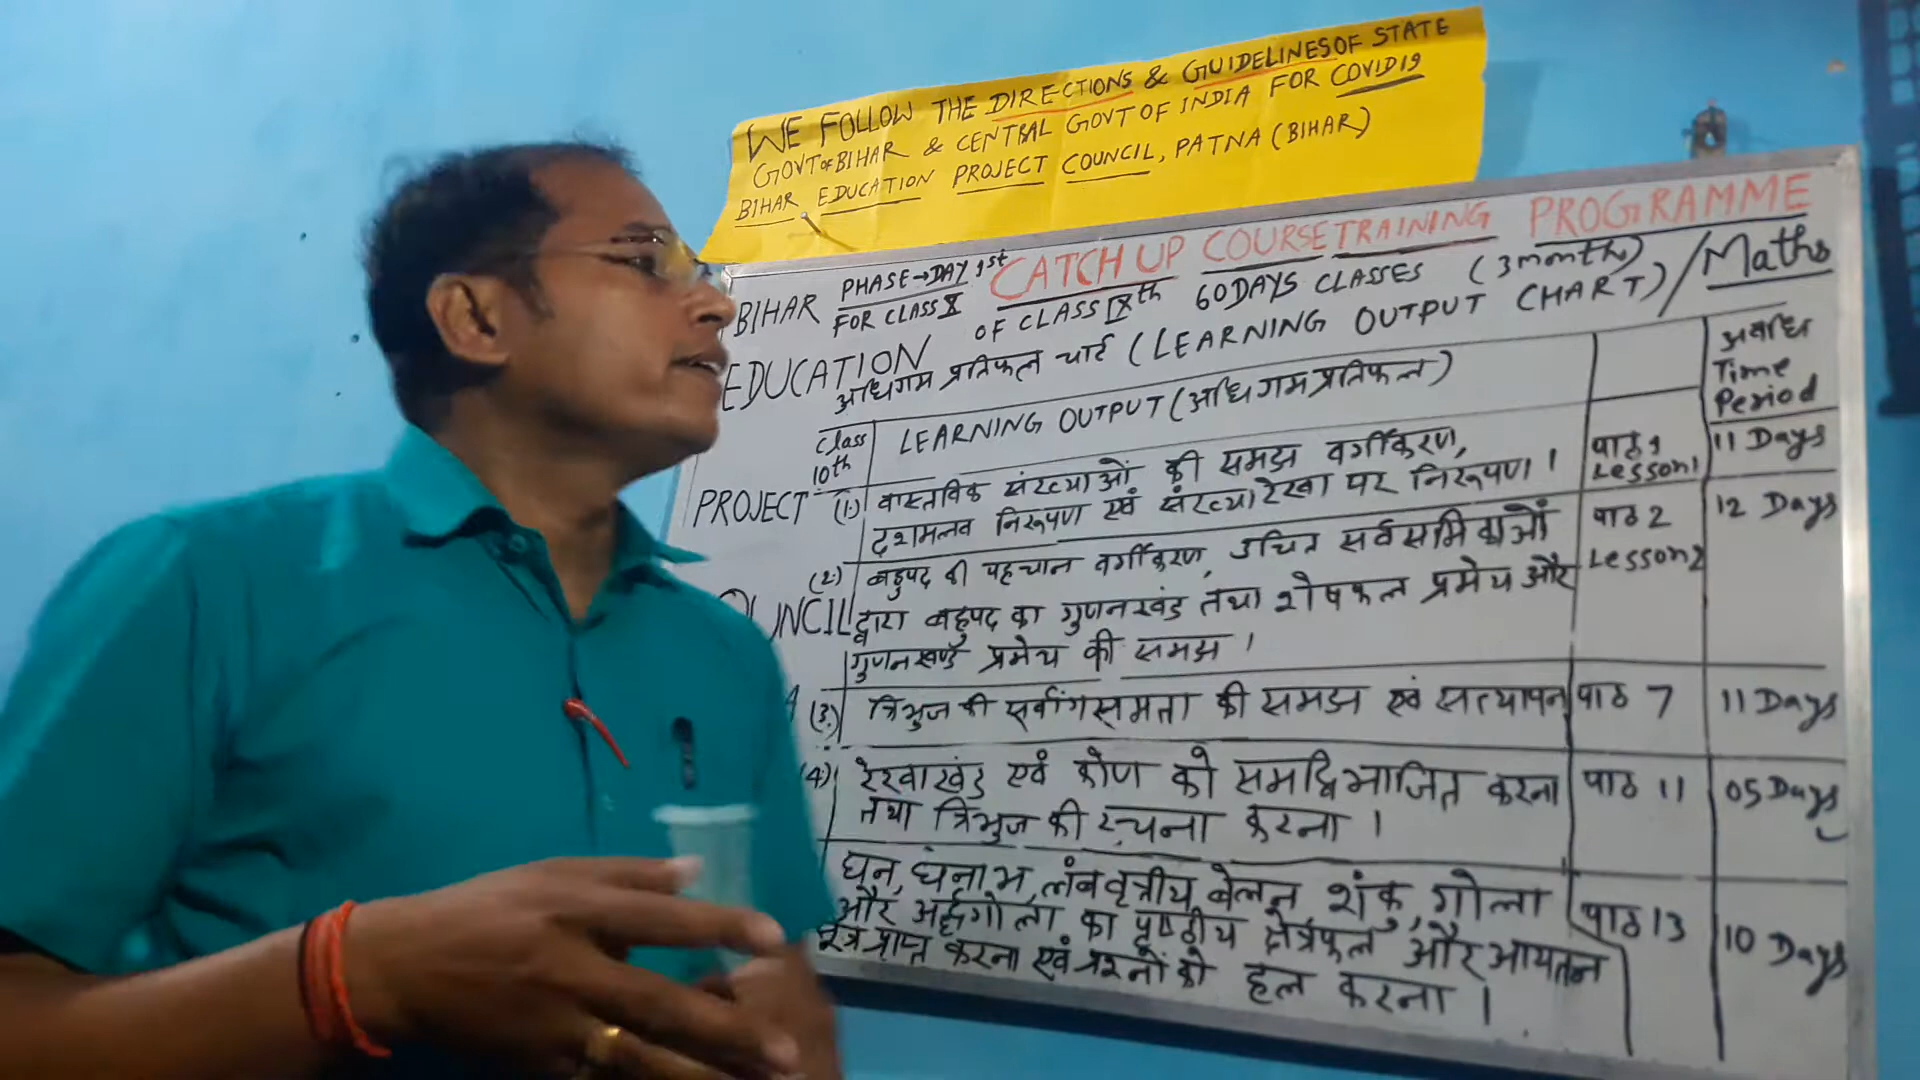 WE FOLLOW THE DIRECTIONS & GUIDELINES OF STATE
GOVT OF BIHAR & CENTRAL GOVT OF INDIA FOR COVID19
BIHAR EDUCATION PROJECT COUNCIL, PATNA (BIHAR)
BIHAR PHASE→DAY 1st CATCH UP COURSE TRAINING PROGRAMME
FOR CLASS X OF CLASS IXth 60 DAYS CLASSES (3 month)
EDUCATION अधिगम प्रतिफल चार्ट (LEARNING OUTPUT CHART) / Maths
Class 10th LEARNING OUTPUT (अधिगम प्रतिफल) अवधि Time Period
PROJECT (1.) वास्तविक संख्याओं की समझ वर्गीकरण, पाठ 1 Lesson 1 11 Days
दशमलव निरूपण एवं संख्या रेखा पर निरूपण ।
(2.) बहुपद की पहचान वर्गीकरण, उचित सर्वसमिकाओं पाठ 2 Lesson 2 12 Days
UNCIL द्वारा बहुपद का गुणनखंड तथा शेषफल प्रमेय और
गुणनखण्ड प्रमेय की समझ ।
(3.) त्रिभुज की सर्वांगसमता की समझ एवं सत्यापन पाठ 7 11 Days
(4) रेखाखंड एवं कोण को समद्विभाजित करना पाठ 11 05 Days
तथा त्रिभुज की रचना करना ।
घन, घनाभ, लंबवृत्तीय, बेलन शंकु, गोला पाठ 13 10 Days
और अर्द्धगोला का पृष्ठीय क्षेत्रफल और आयतन
सूत्र प्राप्त करना एवं प्रश्नों को हल करना ।